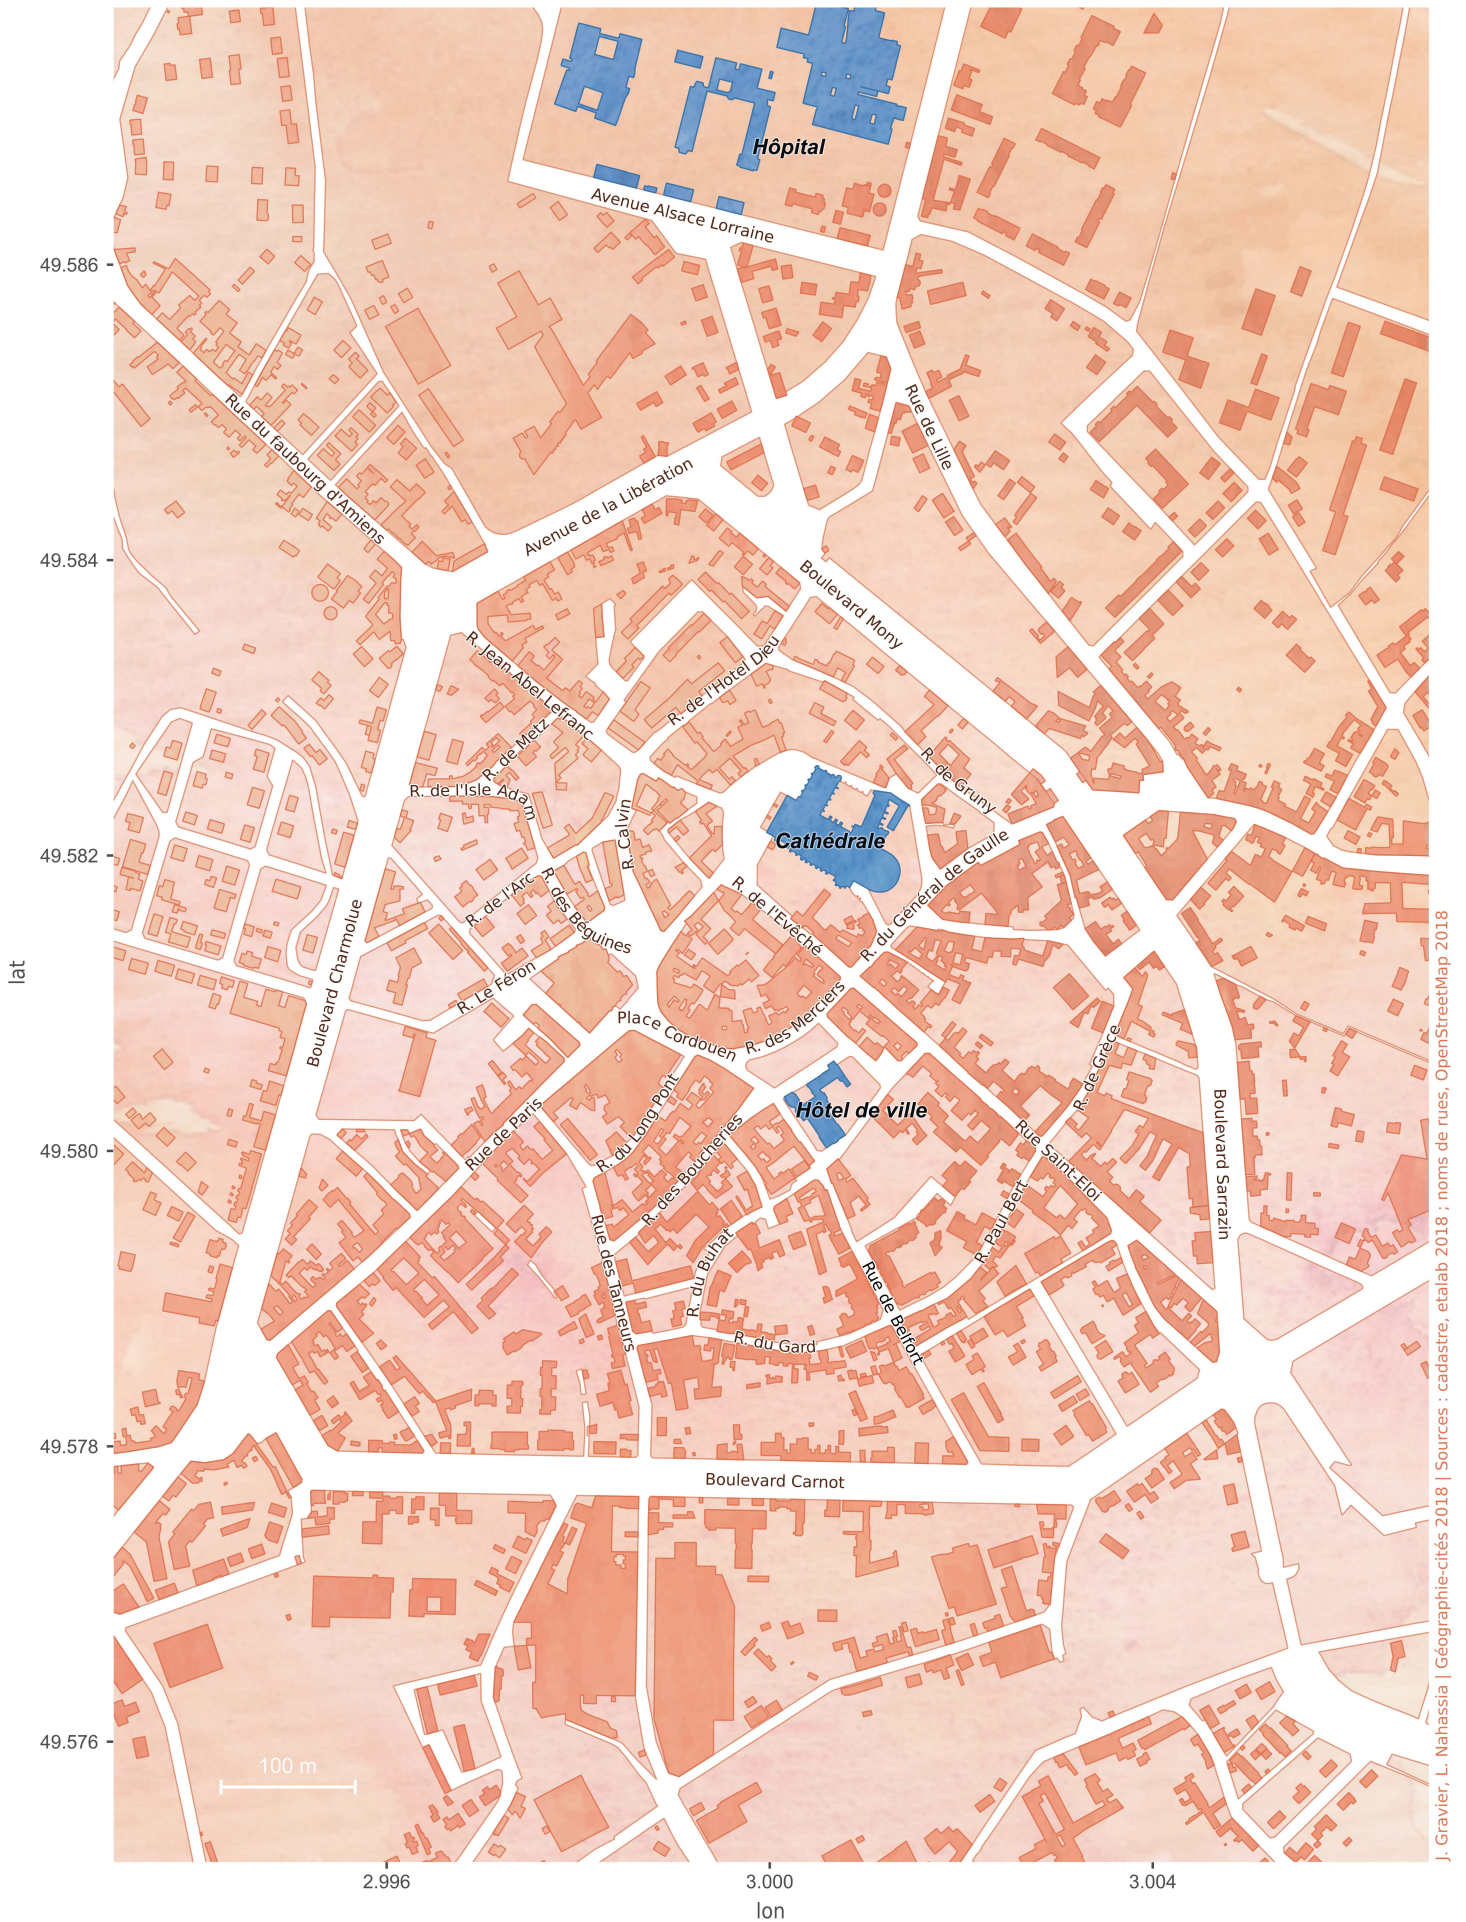 Hôpital
Avenue Alsace Lorraine
49.586
Rue de Lille
Rue du faubourg d'Amiens
Avenue de la Libération
49.584
Boulevard Mony
R. Jean Abel Lefranc
R. de l'Hotel Dieu
R. de Metz
R. de Gruny
R. de l'Isle Adam
R. Calvin
Cathédrale
49.582
R. du Général de Gaulle
R. de l'Arc
R. des Béguines
R. de l'Evêché
Boulevard Charmolue
R. Le Féron
lat
Place Cordouen
R. des Merciers
R. de Grèce
Hôtel de ville
Rue de Paris
R. du Long Pont
R. des Boucheries
49.580
Rue Saint-Eloi
Boulevard Sarrazin
R. Paul Bert
Rue des Tanneurs
R. du Buhat
Rue de Belfort
R. du Gard
49.578
Boulevard Carnot
49.576
100 m
2.996
3.000
3.004
lon
J. Gravier, L. Nahassia | Géographie-cités 2018 | Sources : cadastre, etalab 2018 ; noms de rues, OpenStreetMap 2018